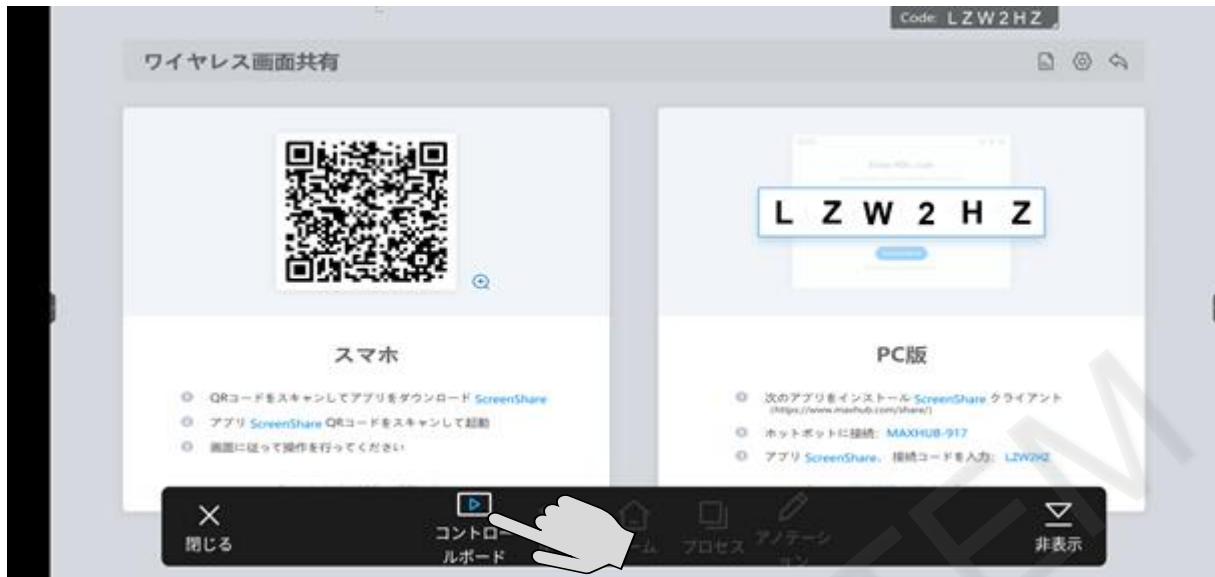 Code: LZW2HZ
ワイヤレス画面共有
L Z W 2 H Z
スマホ
QRコードをスキャンしてアプリをダウンロード ScreenShare
アプリ ScreenShare QRコードをスキャンして起動
画面に従って操作を行ってください
PC版
次のアプリをインストール ScreenShare クライアント
(https://www.maxhub.com/share/)
ホットポットに接続: MAXHUB-917
アプリ ScreenShare、接続コードを入力: LZW2HZ
閉じる
コントロー
ルボード
プロセス
アノテーシ
ョン
非表示